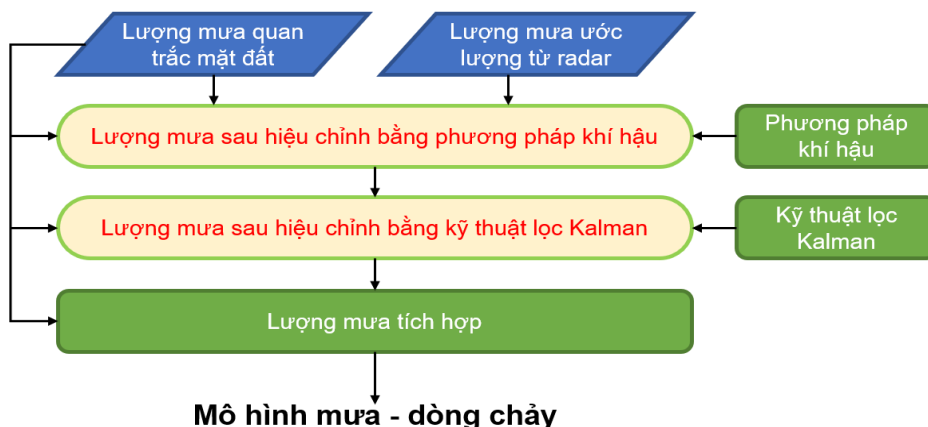 Lượng mưa quan
trắc mặt đất
Lượng mưa ước
lượng từ radar
Lượng mưa sau hiệu chỉnh bằng phương pháp khí hậu
Phương pháp
khí hậu
Lượng mưa sau hiệu chỉnh bằng kỹ thuật lọc Kalman
Kỹ thuật lọc
Kalman
Lượng mưa tích hợp
Mô hình mưa - dòng chảy